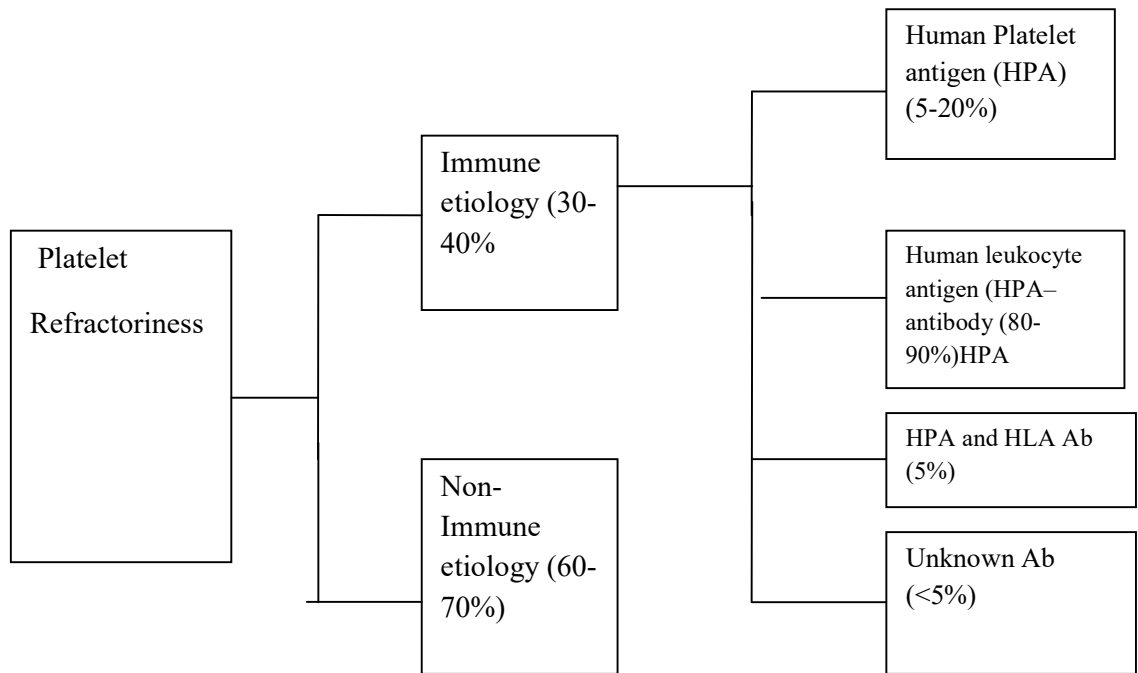 Platelet
Refractoriness
Immune
etiology (30-
40%
Non-
Immune
etiology (60-
70%)
Human Platelet
antigen (HPA)
(5-20%)
Human leukocyte
antigen (HPA–
antibody (80-
90%)HPA
HPA and HLA Ab
(5%)
Unknown Ab
(<5%)